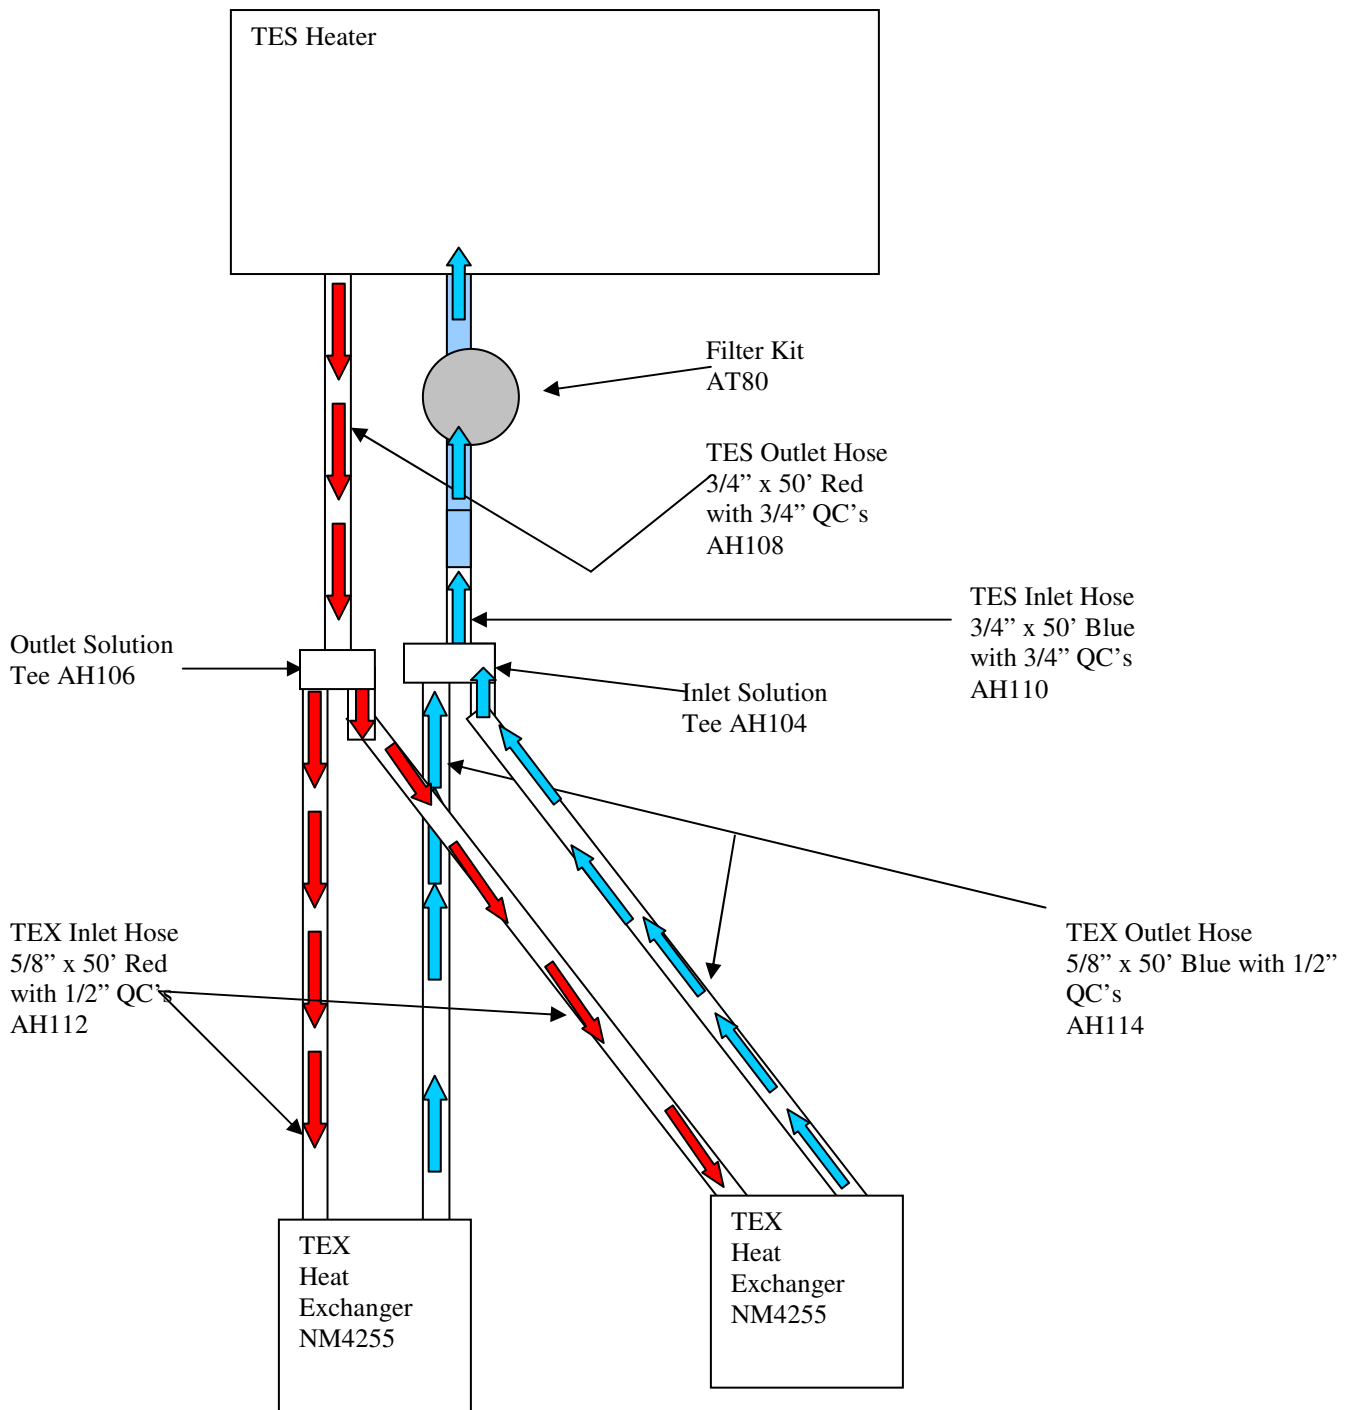 TES Heater
Filter Kit
AT80
TES Outlet Hose
3/4” x 50’ Red
with 3/4” QC’s
AH108
TES Inlet Hose
3/4” x 50’ Blue
with 3/4” QC’s
AH110
Outlet Solution
Tee AH106
Inlet Solution
Tee AH104
TEX Inlet Hose
5/8” x 50’ Red
with 1/2” QC’s
AH112
TEX Outlet Hose
5/8” x 50’ Blue with 1/2”
QC’s
AH114
TEX
Heat
Exchanger
NM4255
TEX
Heat
Exchanger
NM4255